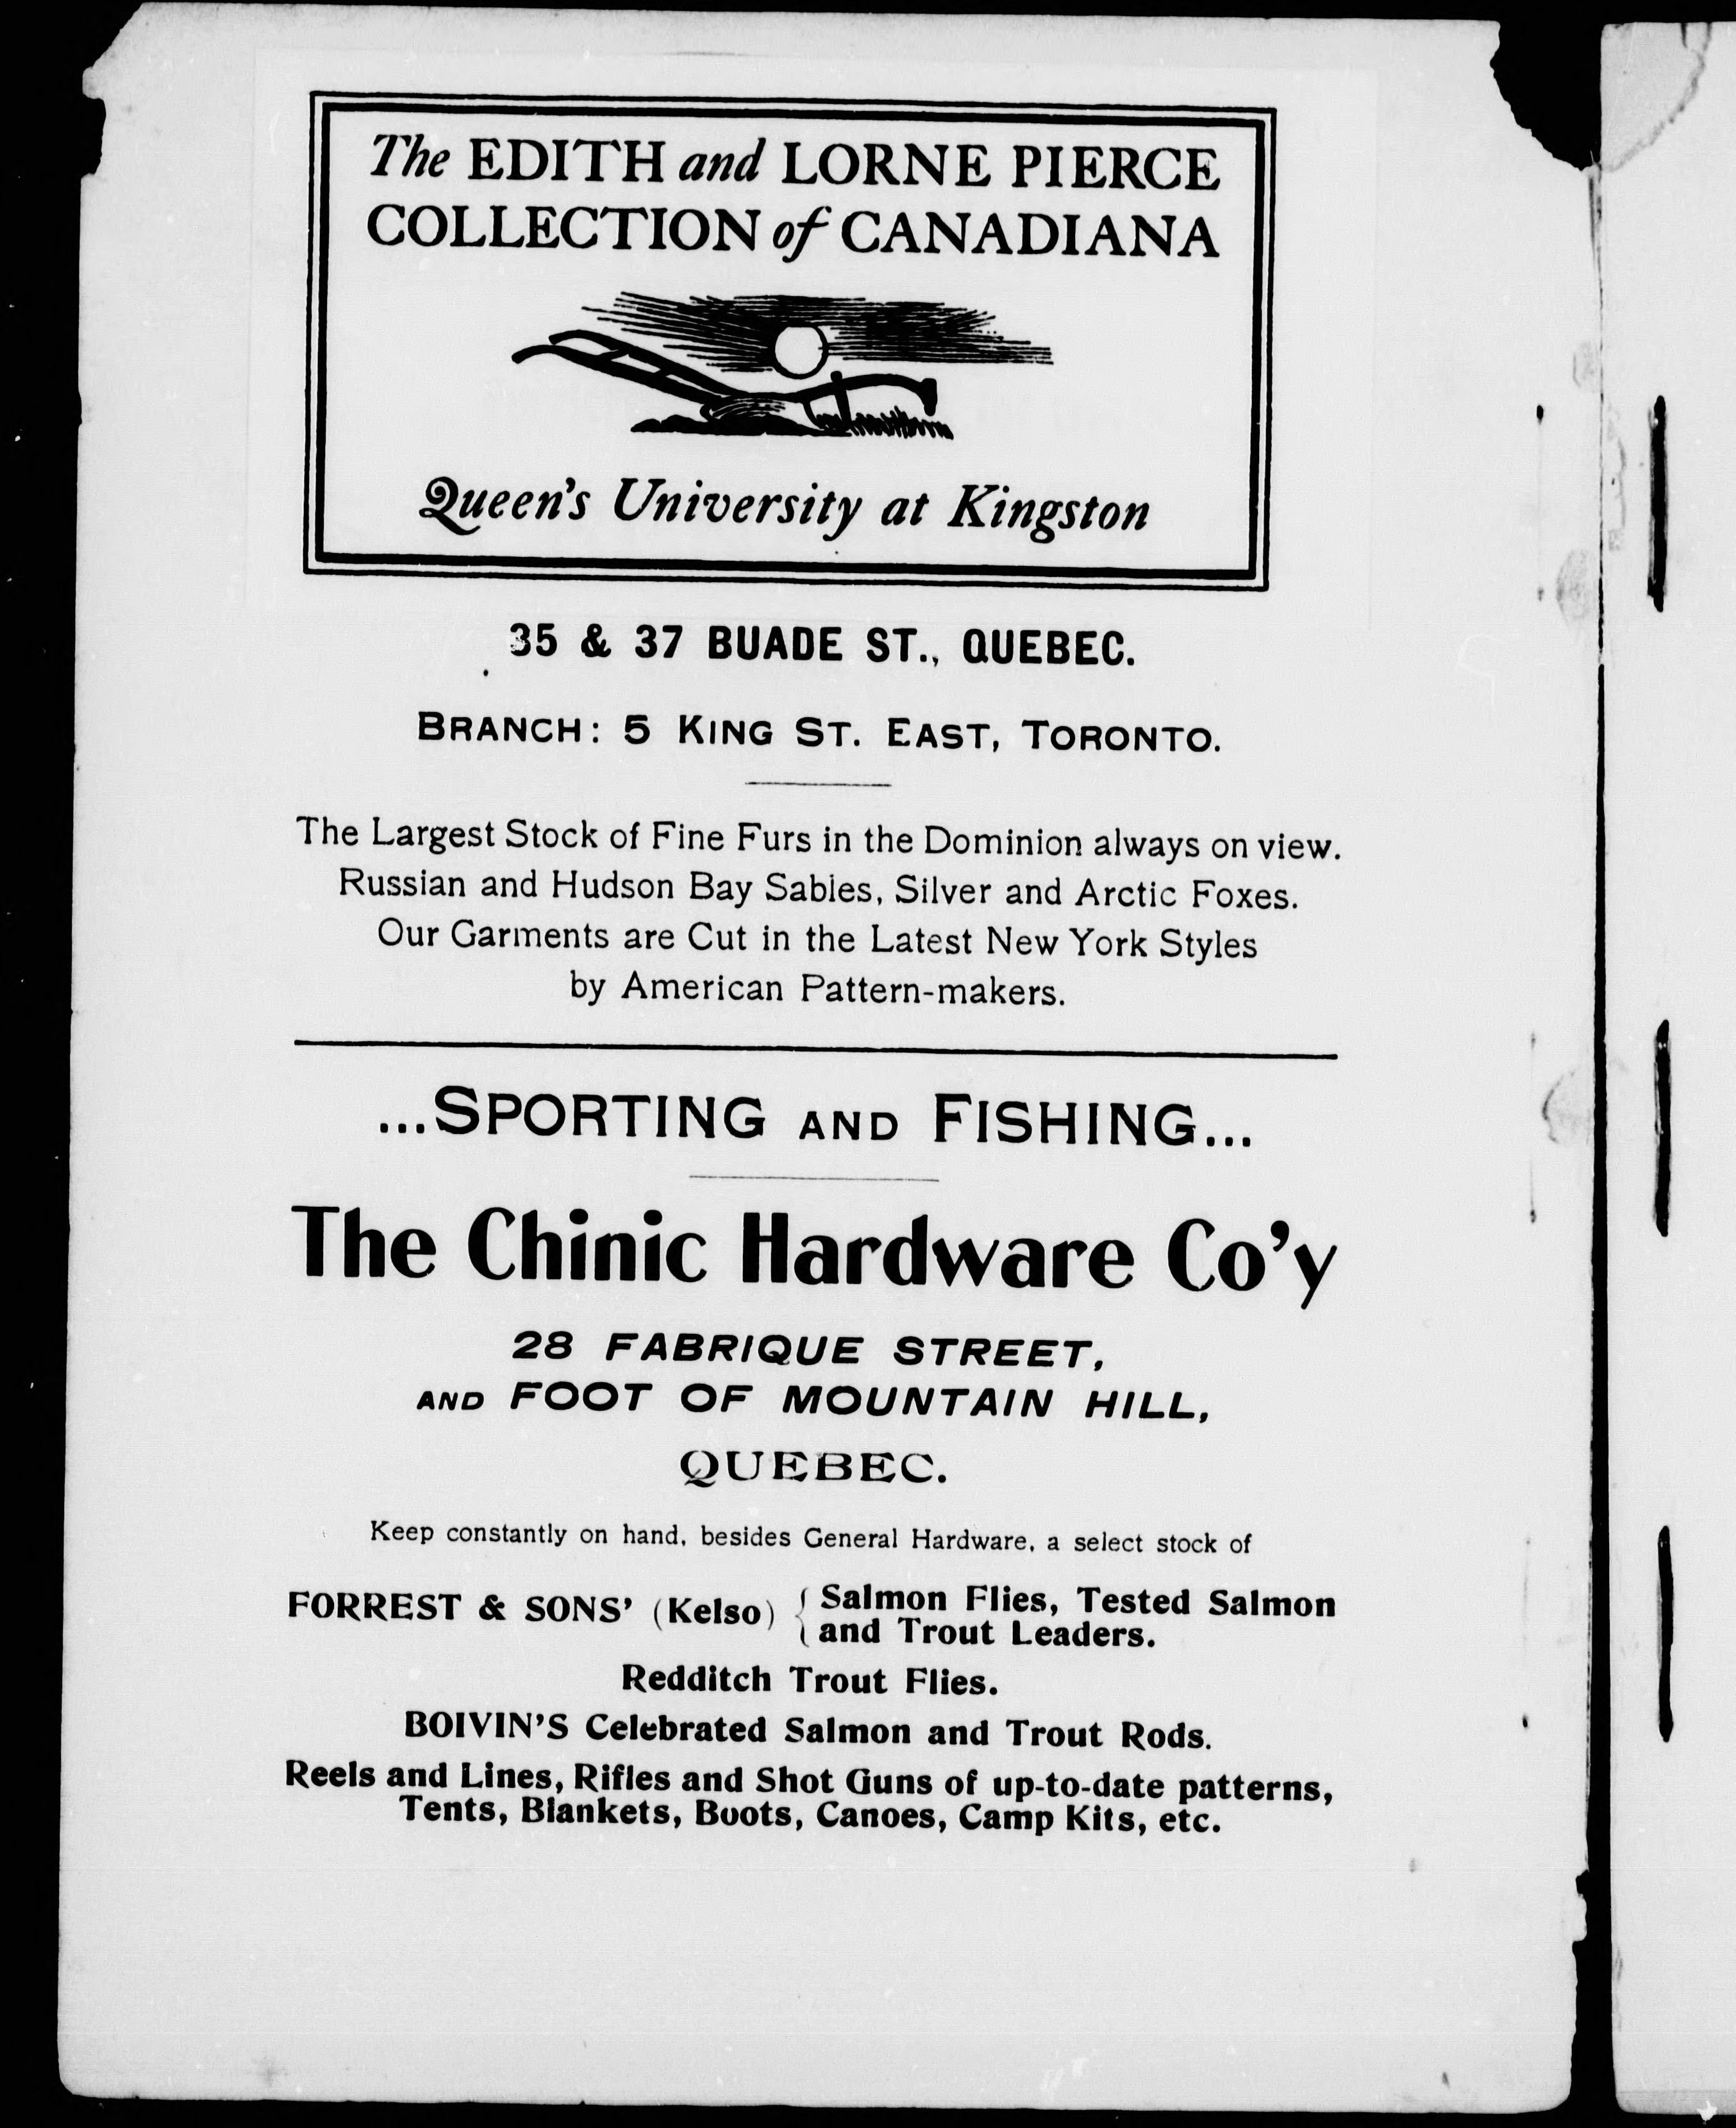 The EDITH and LORNE PIERCE
COLLECTION of CANADIANA
Queen's University at Kingston
35 & 37 BUADE ST., QUEBEC.
BRANCH: 5 KING ST. EAST, TORONTO.
The Largest Stock of Fine Furs in the Dominion always on view.
Russian and Hudson Bay Sables, Silver and Arctic Foxes.
Our Garments are Cut in the Latest New York Styles
by American Pattern-makers.
...SPORTING AND FISHING...
The Chinic Hardware Co'y
28 FABRIQUE STREET,
AND FOOT OF MOUNTAIN HILL,
QUEBEC.
Keep constantly on hand, besides General Hardware, a select stock of
FORREST & SONS' (Kelso) { Salmon Flies, Tested Salmon
and Trout Leaders.
Redditch Trout Flies.
BOIVIN'S Celebrated Salmon and Trout Rods.
Reels and Lines, Rifles and Shot Guns of up-to-date patterns,
Tents, Blankets, Boots, Canoes, Camp Kits, etc.